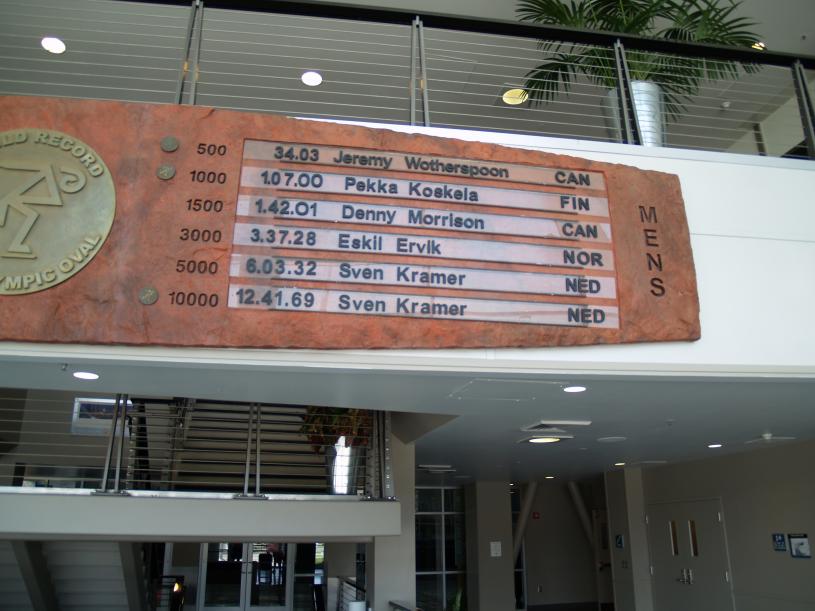 RECORD
OLYMPIC OVAL
500 34.03 Jeremy Wotherspoon CAN
1000 1.07.00 Pekka Koskela FIN
1500 1.42.01 Denny Morrison CAN
3000 3.37.28 Eskil Ervik NOR
5000 6.03.32 Sven Kramer NED
10000 12.41.69 Sven Kramer NED
MENS